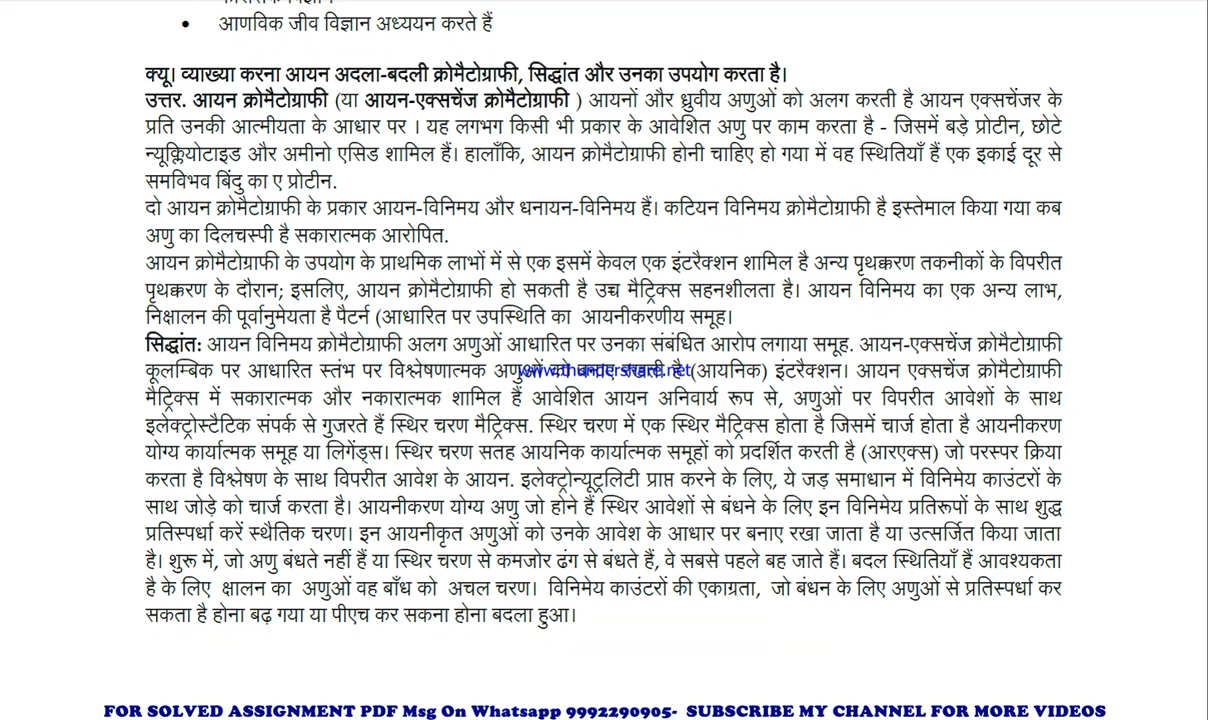 • आणविक जीव विज्ञान अध्ययन करते हैं
क्यू। व्याख्या करना आयन अदला-बदली क्रोमैटोग्राफी, सिद्धांत और उनका उपयोग करता है।
उत्तर. आयन क्रोमैटोग्राफी (या आयन-एक्सचेंज क्रोमैटोग्राफी ) आयनों और ध्रुवीय अणुओं को अलग करती है आयन एक्सचेंजर के
प्रति उनकी आत्मीयता के आधार पर । यह लगभग किसी भी प्रकार के आवेशित अणु पर काम करता है - जिसमें बड़े प्रोटीन, छोटे
न्यूक्लियोटाइड और अमीनो एसिड शामिल हैं। हालाँकि, आयन क्रोमैटोग्राफी होनी चाहिए हो गया में वह स्थितियाँ हैं एक इकाई दूर से
समविभव बिंदु का ए प्रोटीन.
दो आयन क्रोमैटोग्राफी के प्रकार आयन-विनिमय और धनायन-विनिमय हैं। कटियन विनिमय क्रोमैटोग्राफी है इस्तेमाल किया गया कब
अणु का दिलचस्पी है सकारात्मक आरोपित.
आयन क्रोमैटोग्राफी के उपयोग के प्राथमिक लाभों में से एक इसमें केवल एक इंटरैक्शन शामिल है अन्य पृथक्करण तकनीकों के विपरीत
पृथक्करण के दौरान; इसलिए, आयन क्रोमैटोग्राफी हो सकती है उच्च मैट्रिक्स सहनशीलता है। आयन विनिमय का एक अन्य लाभ,
निक्षालन की पूर्वानुमेयता है पैटर्न (आधारित पर उपस्थिति का आयनीकरणीय समूह।
सिद्धांत: आयन विनिमय क्रोमैटोग्राफी अलग अणुओं आधारित पर उनका संबंधित आरोप लगाया समूह. आयन-एक्सचेंज क्रोमैटोग्राफी
कूलम्बिक पर आधारित स्तंभ पर विश्लेषणात्मक अणुओं को बनाए रखती है (आयनिक) इंटरैक्शन। आयन एक्सचेंज क्रोमैटोग्राफी
www.thundershare.net
मैट्रिक्स में सकारात्मक और नकारात्मक शामिल हैं आवेशित आयन अनिवार्य रूप से, अणुओं पर विपरीत आवेशों के साथ
इलेक्ट्रोस्टैटिक संपर्क से गुजरते हैं स्थिर चरण मैट्रिक्स. स्थिर चरण में एक स्थिर मैट्रिक्स होता है जिसमें चार्ज होता है आयनीकरण
योग्य कार्यात्मक समूह या लिगेंड्स। स्थिर चरण सतह आयनिक कार्यात्मक समूहों को प्रदर्शित करती है (आरएक्स) जो परस्पर क्रिया
करता है विश्लेषण के साथ विपरीत आवेश के आयन. इलेक्ट्रोन्यूट्रलिटी प्राप्त करने के लिए, ये जड़ समाधान में विनिमेय काउंटरों के
साथ जोड़े को चार्ज करता है। आयनीकरण योग्य अणु जो होने हैं स्थिर आवेशों से बंधने के लिए इन विनिमेय प्रतिरूपों के साथ शुद्ध
प्रतिस्पर्धा करें स्थैतिक चरण। इन आयनीकृत अणुओं को उनके आवेश के आधार पर बनाए रखा जाता है या उत्सर्जित किया जाता
है। शुरू में, जो अणु बंधते नहीं हैं या स्थिर चरण से कमजोर ढंग से बंधते हैं, वे सबसे पहले बह जाते हैं। बदल स्थितियाँ हैं आवश्यकता
है के लिए क्षालन का अणुओं वह बाँध को अचल चरण। विनिमेय काउंटरों की एकाग्रता, जो बंधन के लिए अणुओं से प्रतिस्पर्धा कर
सकता है होना बढ़ गया या पीएच कर सकना होना बदला हुआ।
FOR SOLVED ASSIGNMENT PDF Msg On Whatsapp 9992290905- SUBSCRIBE MY CHANNEL FOR MORE VIDEOS